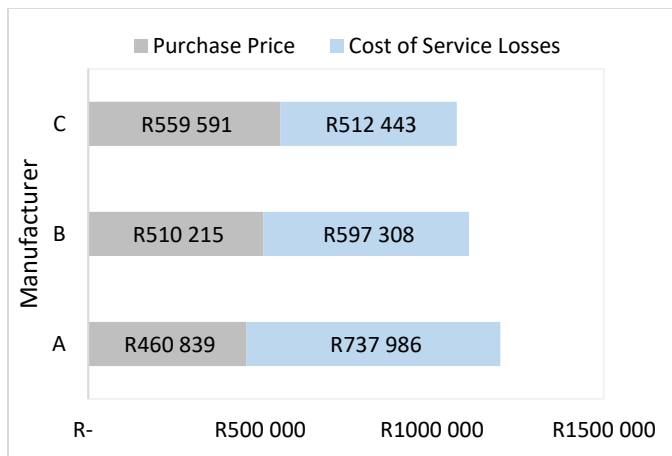 Purchase Price Cost of Service Losses
Manufacturer
C R559 591 R512 443
B R510 215 R597 308
A R460 839 R737 986
R- R500 000 R1000 000 R1500 000